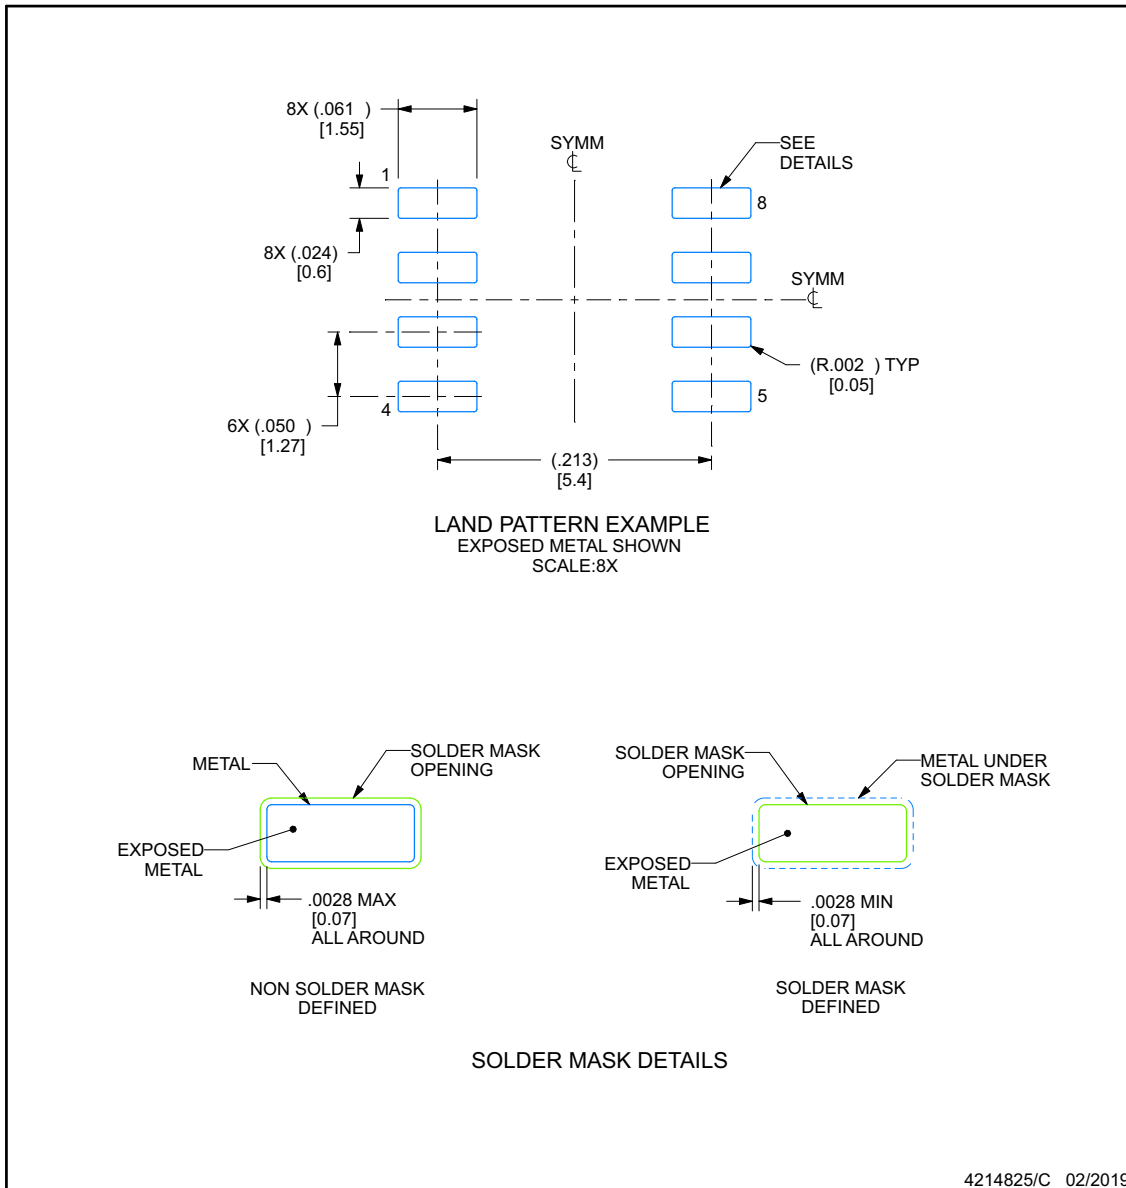 8X (.061 )
[1.55]
SYMM
℄
SEE
DETAILS
1
8
8X (.024)
[0.6]
SYMM
℄
(R.002 ) TYP
[0.05]
4
5
6X (.050 )
[1.27]
(.213)
[5.4]
LAND PATTERN EXAMPLE
EXPOSED METAL SHOWN
SCALE:8X
METAL
SOLDER MASK
OPENING
EXPOSED
METAL
.0028 MAX
[0.07]
ALL AROUND
NON SOLDER MASK
DEFINED
SOLDER MASK
OPENING
METAL UNDER
SOLDER MASK
EXPOSED
METAL
.0028 MIN
[0.07]
ALL AROUND
SOLDER MASK
DEFINED
SOLDER MASK DETAILS
4214825/C 02/2019